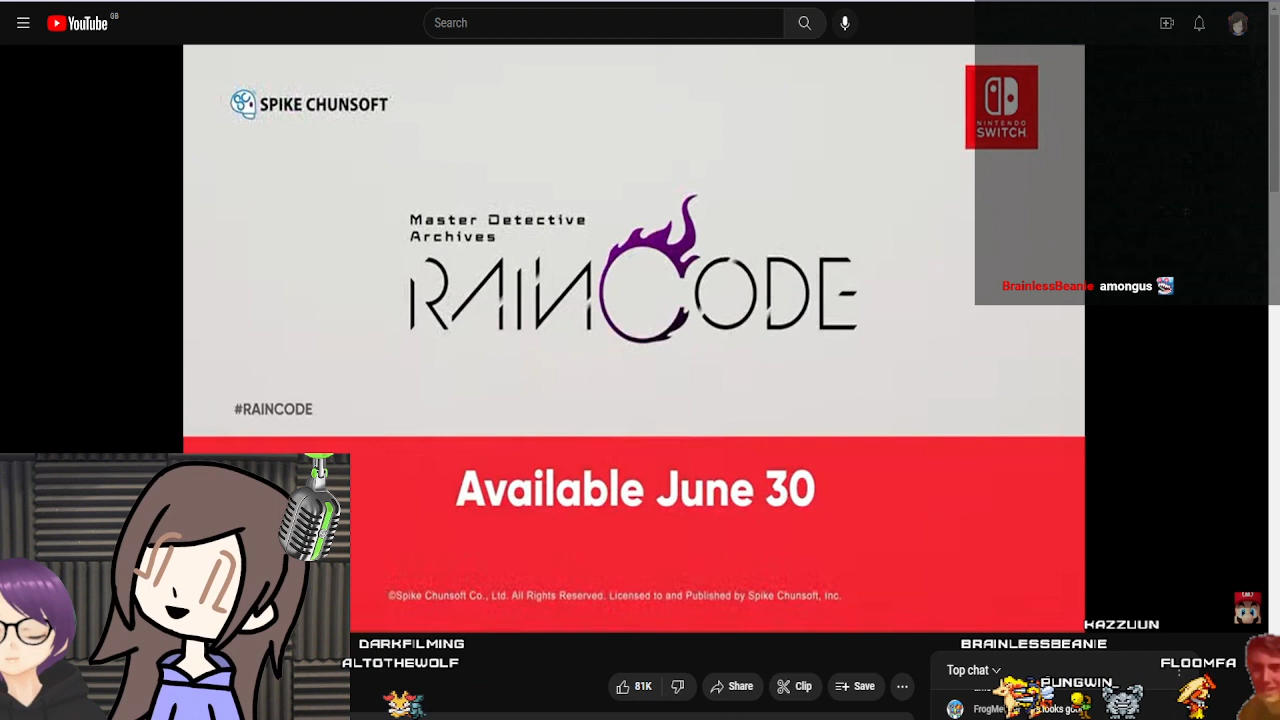 YouTube GB
Search
SPIKE CHUNSOFT
NINTENDO
SWITCH
Master Detective
Archives
RAINCODE
BrainlessBeanie amongus
#RAINCODE
Available June 30
©Spike Chunsoft Co., Ltd. All Rights Reserved. Licensed to and Published by Spike Chunsoft, Inc.
KAZZUUN
DARKFILMING
BRAINLESSBEANIE
ALTOTHEWOLF
FLOOMFA
Top chat
PUNGWIN
81K
Share
Clip
Save